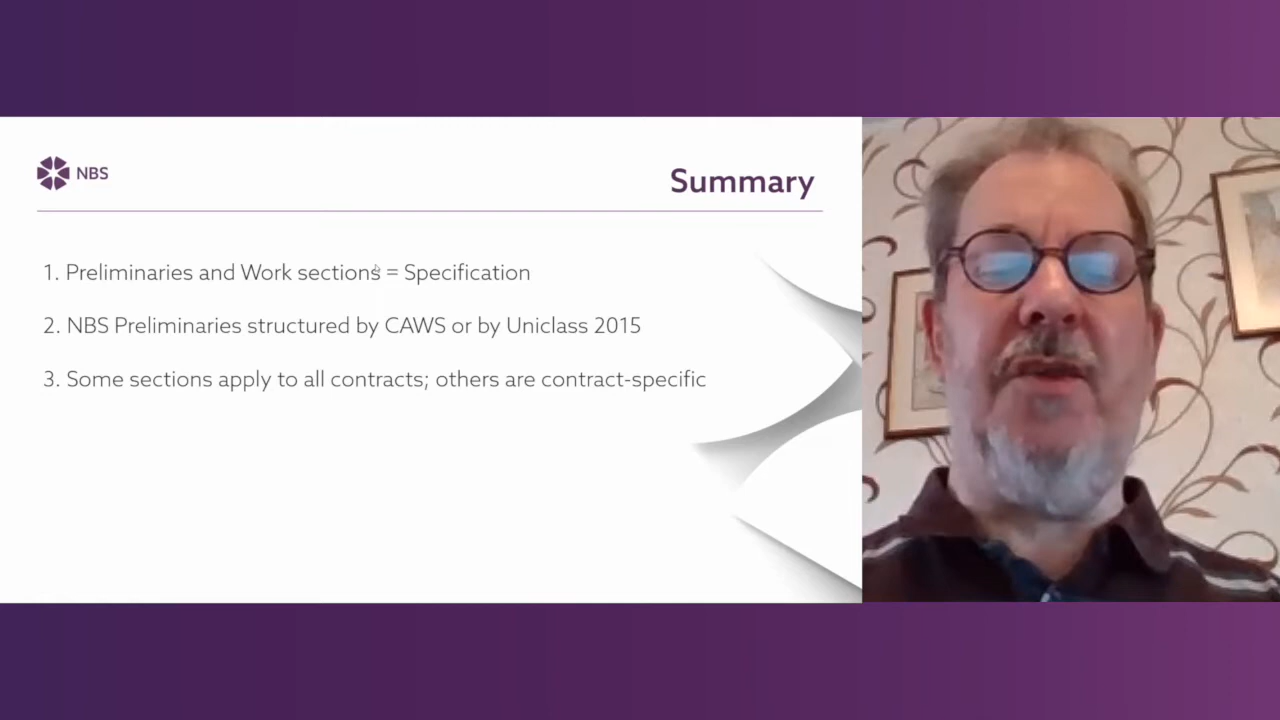 NBS
Summary
1. Preliminaries and Work sections = Specification
2. NBS Preliminaries structured by CAWS or by Uniclass 2015
3. Some sections apply to all contracts; others are contract-specific